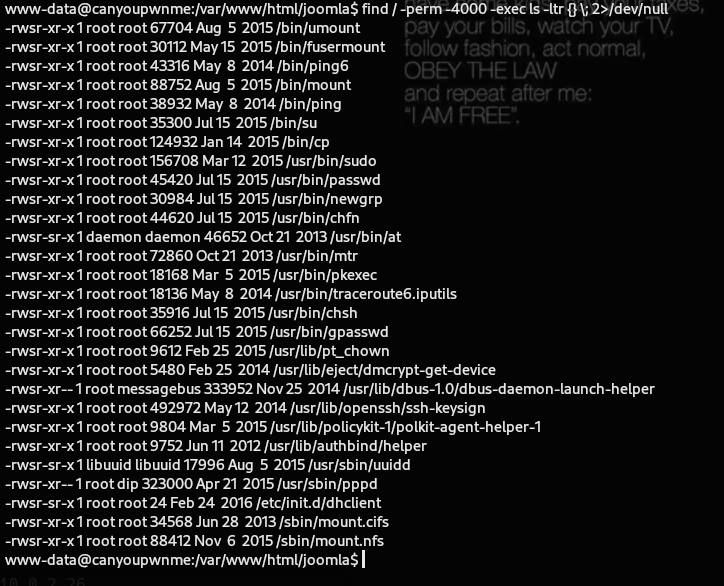 www-data@canyoupwnme:/var/www/html/joomla$ find / -perm -4000 -exec ls -ltr {} \; 2>/dev/null
-rwsr-xr-x 1 root root 67704 Aug  5  2015 /bin/umount
-rwsr-xr-x 1 root root 30112 May 15  2015 /bin/fusermount
-rwsr-xr-x 1 root root 43316 May  8  2014 /bin/ping6
-rwsr-xr-x 1 root root 88752 Aug  5  2015 /bin/mount
-rwsr-xr-x 1 root root 38932 May  8  2014 /bin/ping
-rwsr-xr-x 1 root root 35300 Jul 15  2015 /bin/su
-rwsr-xr-x 1 root root 124932 Jan 14  2015 /bin/cp
-rwsr-xr-x 1 root root 156708 Mar 12  2015 /usr/bin/sudo
-rwsr-xr-x 1 root root 45420 Jul 15  2015 /usr/bin/passwd
-rwsr-xr-x 1 root root 30984 Jul 15  2015 /usr/bin/newgrp
-rwsr-xr-x 1 root root 44620 Jul 15  2015 /usr/bin/chfn
-rwsr-sr-x 1 daemon daemon 46652 Oct 21  2013 /usr/bin/at
-rwsr-xr-x 1 root root 72860 Oct 21  2013 /usr/bin/mtr
-rwsr-xr-x 1 root root 18168 Mar  5  2015 /usr/bin/pkexec
-rwsr-xr-x 1 root root 18136 May  8  2014 /usr/bin/traceroute6.iputils
-rwsr-xr-x 1 root root 35916 Jul 15  2015 /usr/bin/chsh
-rwsr-xr-x 1 root root 66252 Jul 15  2015 /usr/bin/gpasswd
-rwsr-xr-x 1 root root 9612 Feb 25  2015 /usr/lib/pt_chown
-rwsr-xr-x 1 root root 5480 Feb 25  2014 /usr/lib/eject/dmcrypt-get-device
-rwsr-xr-- 1 root messagebus 333952 Nov 25  2014 /usr/lib/dbus-1.0/dbus-daemon-launch-helper
-rwsr-xr-x 1 root root 492972 May 12  2014 /usr/lib/openssh/ssh-keysign
-rwsr-xr-x 1 root root 9804 Mar  5  2015 /usr/lib/policykit-1/polkit-agent-helper-1
-rwsr-xr-x 1 root root 9752 Jun 11  2012 /usr/lib/authbind/helper
-rwsr-sr-x 1 libuuid libuuid 17996 Aug  5  2015 /usr/sbin/uuidd
-rwsr-xr-- 1 root dip 323000 Apr 21  2015 /usr/sbin/pppd
-rwsr-sr-x 1 root root 24 Feb 24  2016 /etc/init.d/dhclient
-rwsr-xr-x 1 root root 34568 Jun 28  2013 /sbin/mount.cifs
-rwsr-xr-x 1 root root 88412 Nov  6  2015 /sbin/mount.nfs
www-data@canyoupwnme:/var/www/html/joomla$
pay your bills, watch your TV,
follow fashion, act normal,
OBEY THE LAW
and repeat after me:
“I AM FREE”.